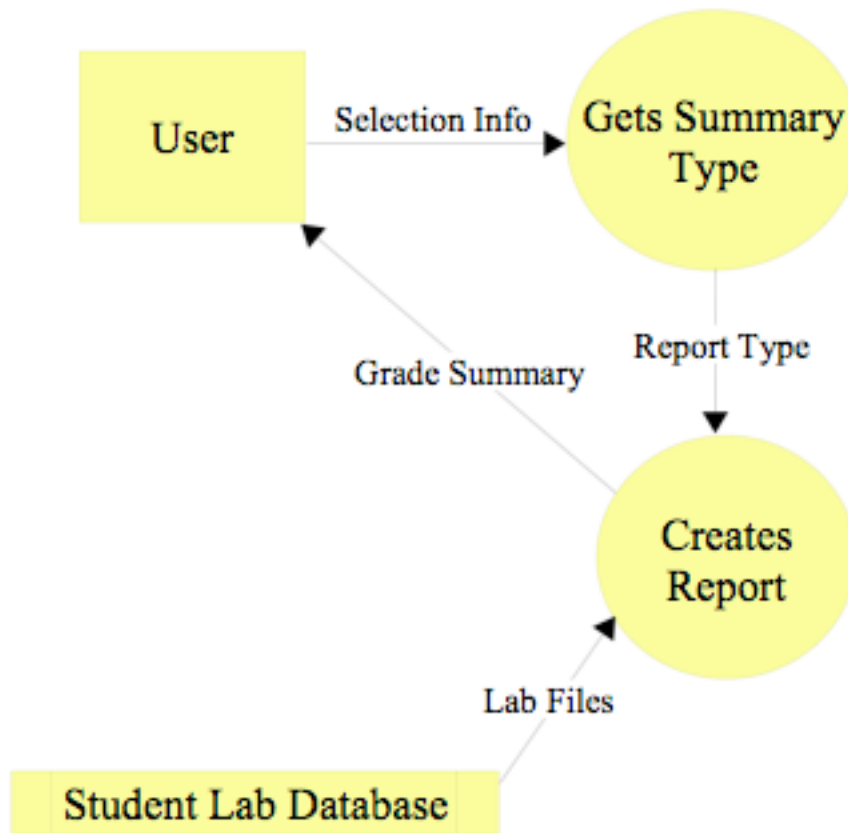 User
Selection Info
Gets Summary
Type
Report Type
Grade Summary
Creates
Report
Lab Files
Student Lab Database